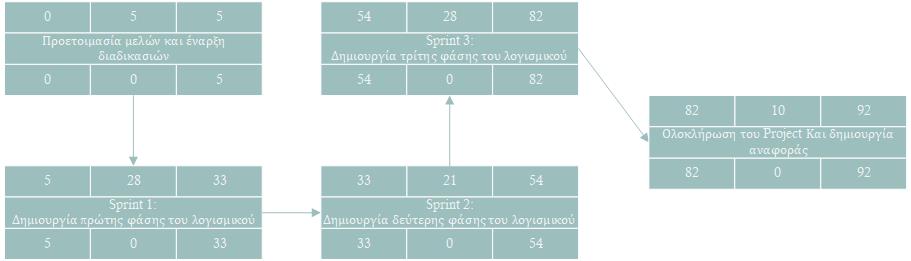 0 5 5
Προετοιμασία μελών και έναρξη
διαδικασιών
0 0 5
5 28 33
Sprint 1:
Δημιουργία πρώτης φάσης του λογισμικού
5 0 33
33 21 54
Sprint 2:
Δημιουργία δεύτερης φάσης του λογισμικού
33 0 54
54 28 82
Sprint 3:
Δημιουργία τρίτης φάσης του λογισμικού
54 0 82
82 10 92
Ολοκλήρωση του Project Και δημιουργία
αναφοράς
82 0 92